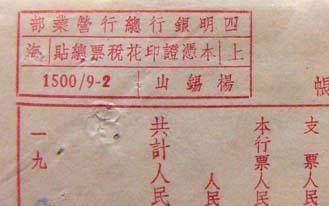 四明銀行總行營業部
上本憑證印花稅票總貼海
楊錫山 1500/9-2
帳
支票人民
本行票人民
人民
共計人民
一九